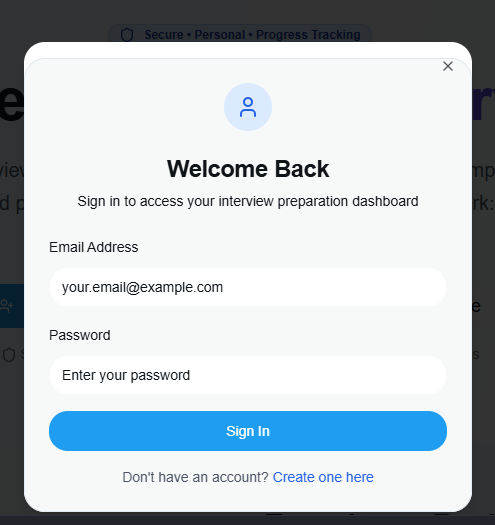 Secure • Personal • Progress Tracking
Welcome Back
Sign in to access your interview preparation dashboard
Email Address
your.email@example.com
Password
Enter your password
Sign In
Don't have an account? Create one here